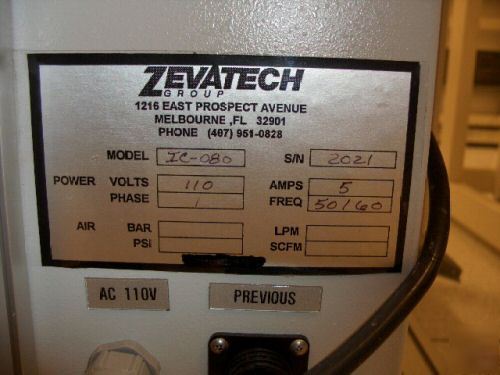 ZEVATECH
GROUP
1216 EAST PROSPECT AVENUE
MELBOURNE ,FL 32901
PHONE (407) 951-0828
MODEL IC-080 S/N 2021
POWER VOLTS 110 AMPS 5
PHASE 1 FREQ 50/60
AIR BAR LPM
PSI SCFM
AC 110V PREVIOUS